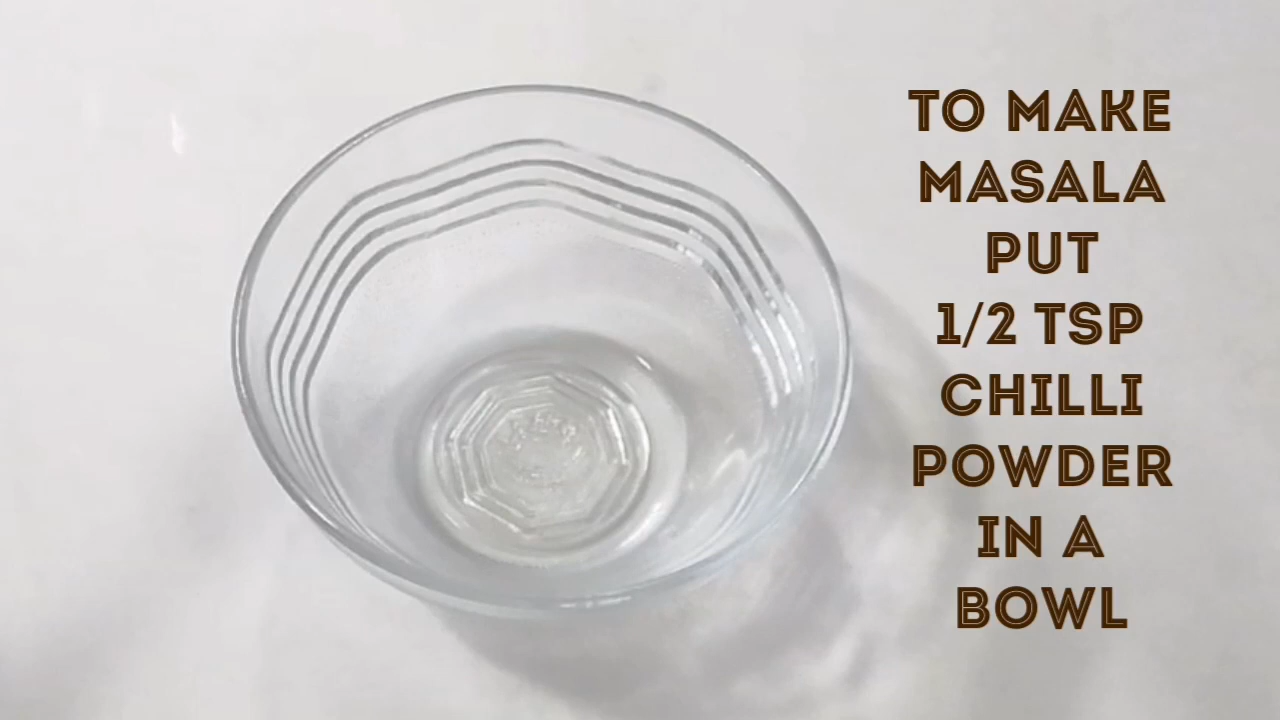 TO MAKE
MASALA
PUT
1/2 TSP
CHILLI
POWDER
IN A
BOWL